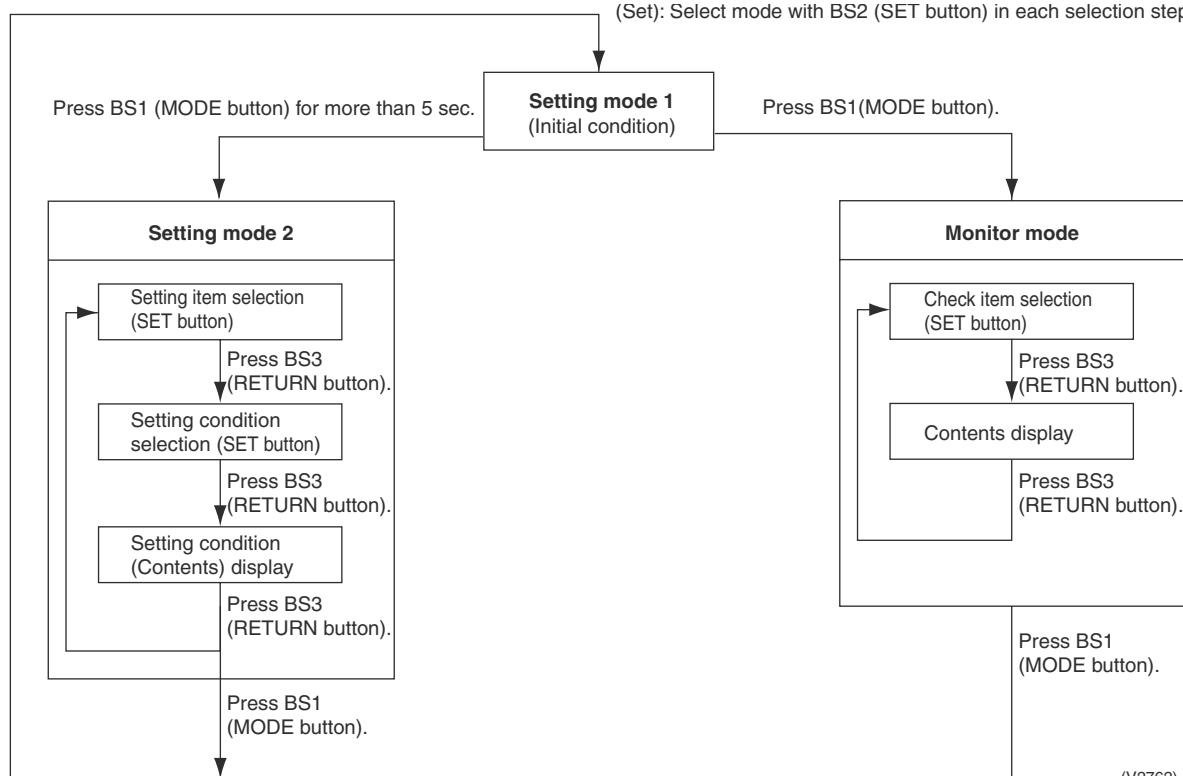 (Set): Select mode with BS2 (SET button) in each selection step
Setting mode 1
(Initial condition)
Press BS1 (MODE button) for more than 5 sec.
Press BS1(MODE button).
Setting mode 2
Setting item selection
(SET button)
Press BS3
(RETURN button).
Setting condition
selection (SET button)
Press BS3
(RETURN button).
Setting condition
(Contents) display
Press BS3
(RETURN button).
Press BS1
(MODE button).
Monitor mode
Check item selection
(SET button)
Press BS3
(RETURN button).
Contents display
Press BS3
(RETURN button).
Press BS1
(MODE button).